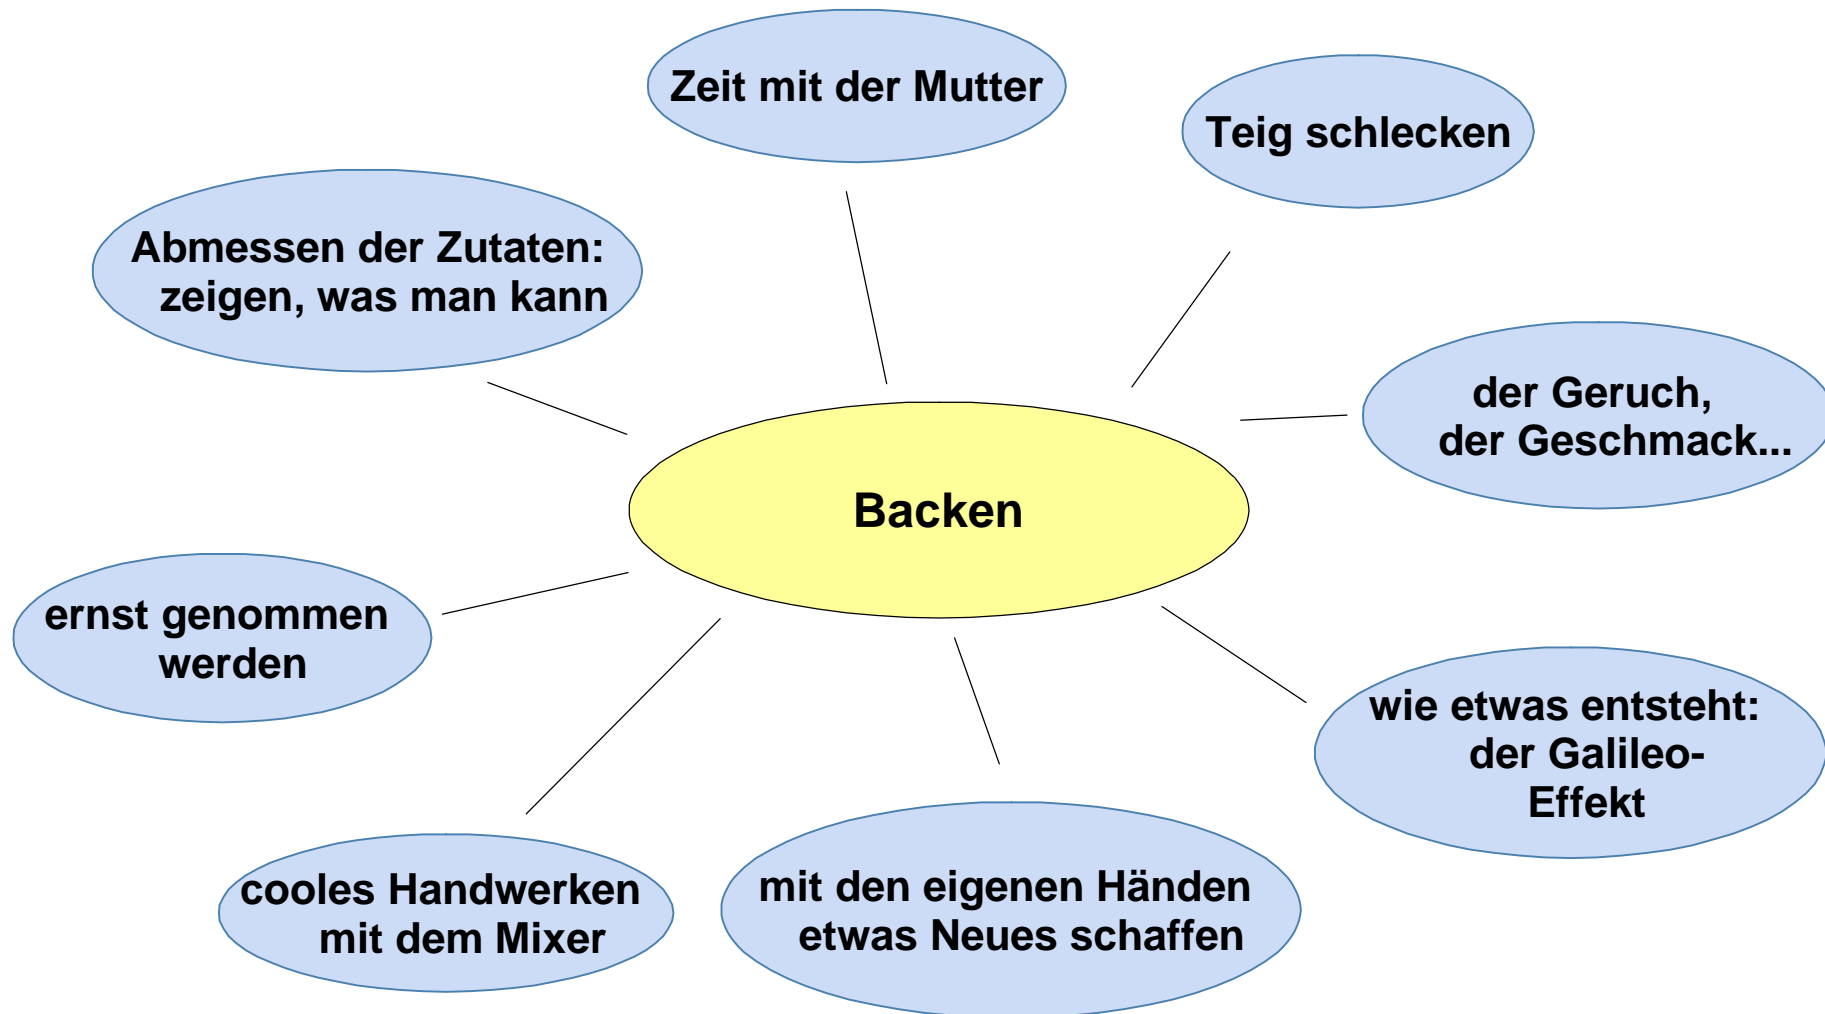 Zeit mit der Mutter
Teig schlecken
Abmessen der Zutaten:
zeigen, was man kann
der Geruch,
der Geschmack...
Backen
ernst genommen
werden
wie etwas entsteht:
der Galileo-
Effekt
cooles Handwerken
mit dem Mixer
mit den eigenen Händen
etwas Neues schaffen